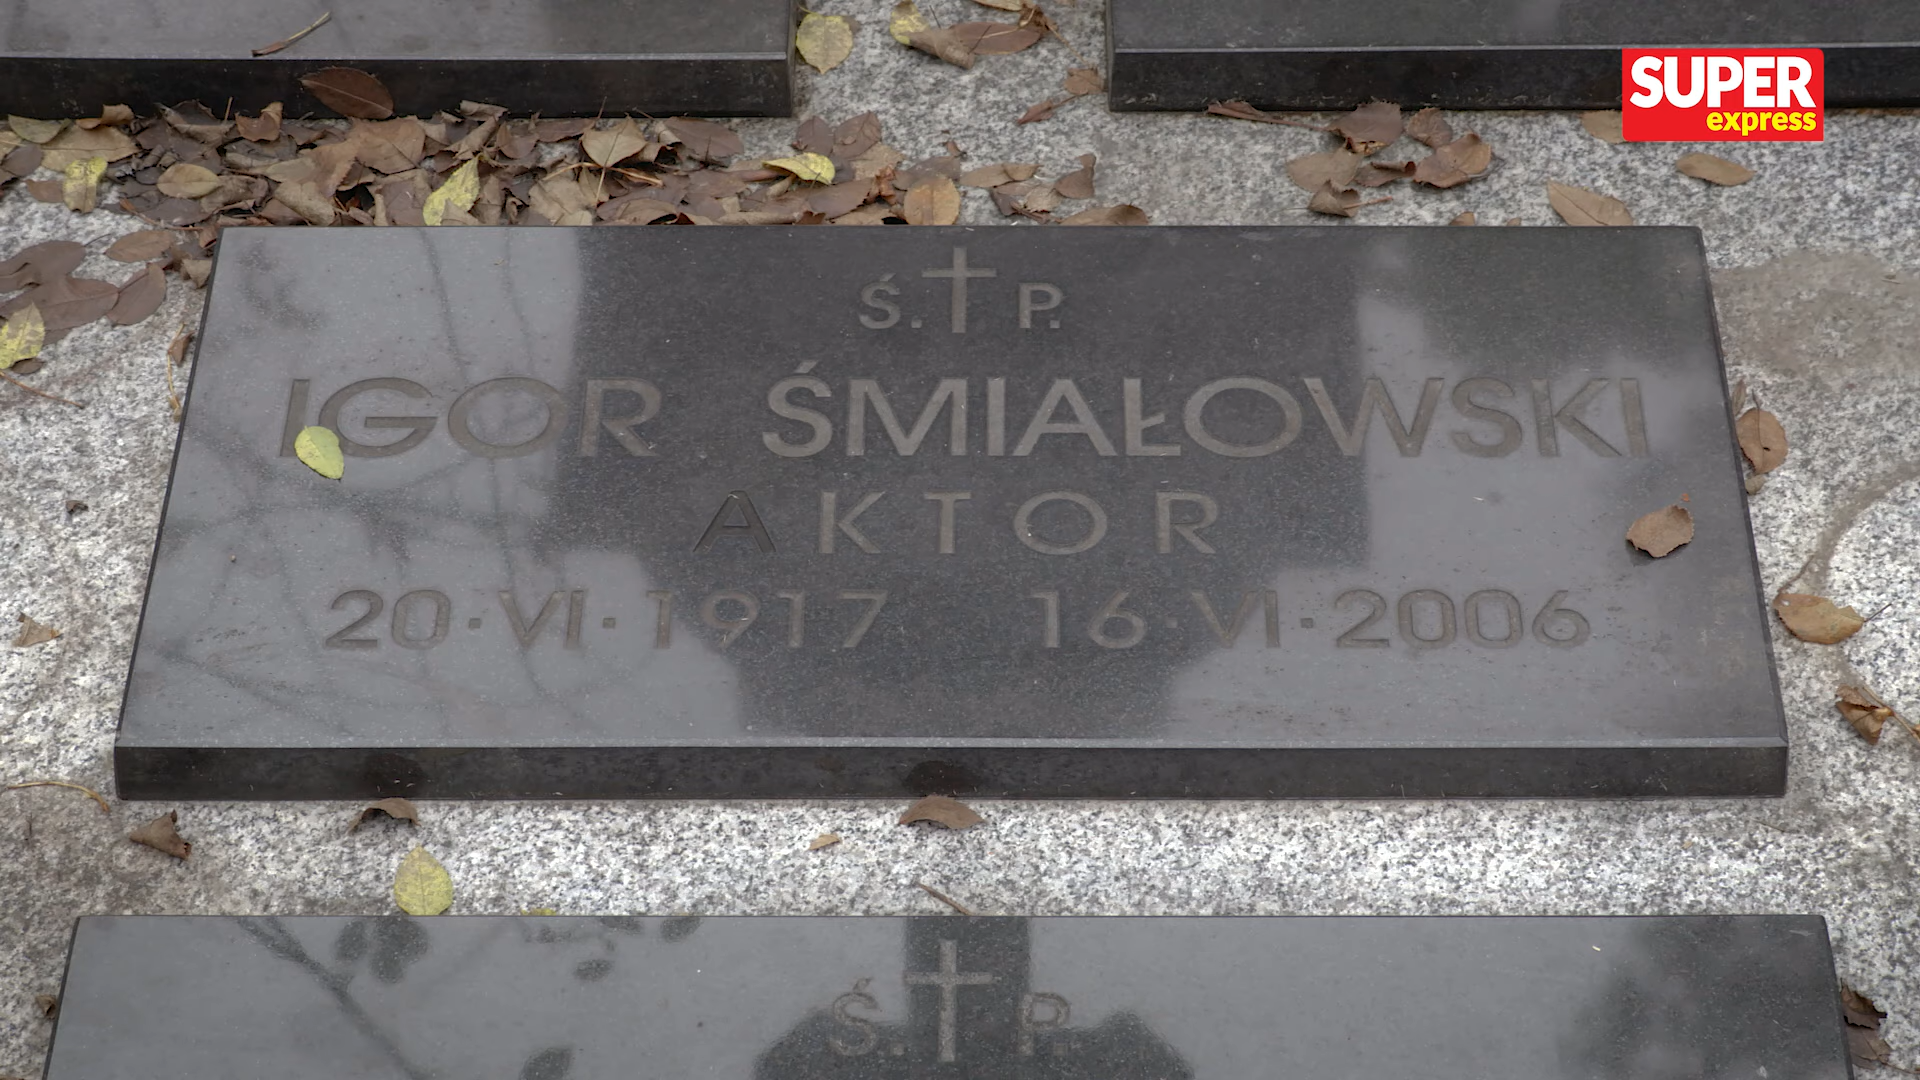 SUPER
express
Ś. P.
IGOR ŚMIAŁOWSKI
AKTOR
20·VI·1917 16·VI·2006
Ś. P.